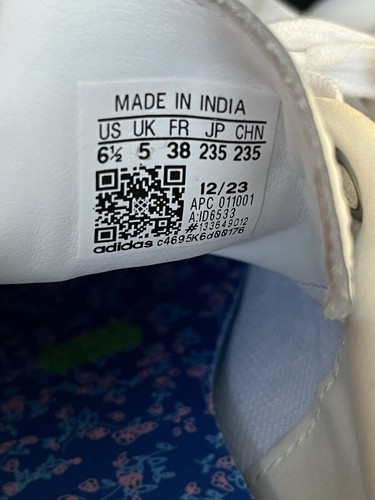 MADE IN INDIA
US UK FR JP CHN
6½ 5 38 235 235
12/23
APC 011001
A:ID6533
#133649012
adidas c4695K6d00176